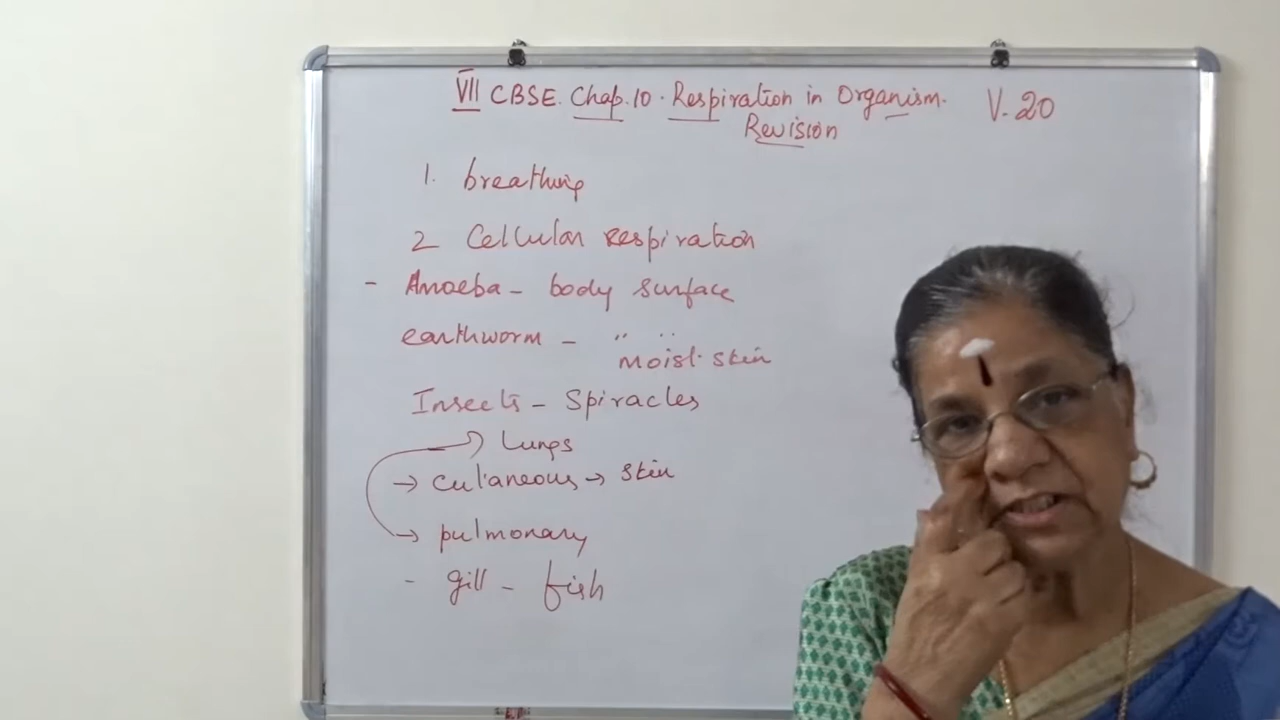 VII CBSE. Chap. 10. Respiration in Organism. V. 20
Revision
1. breathing
2 Cellular respiration
- Amoeba - body surface
earthworm - " "
moist skin
Insects - Spiracles
→ Lungs
→ cutaneous → skin
→ pulmonary
- gill - fish